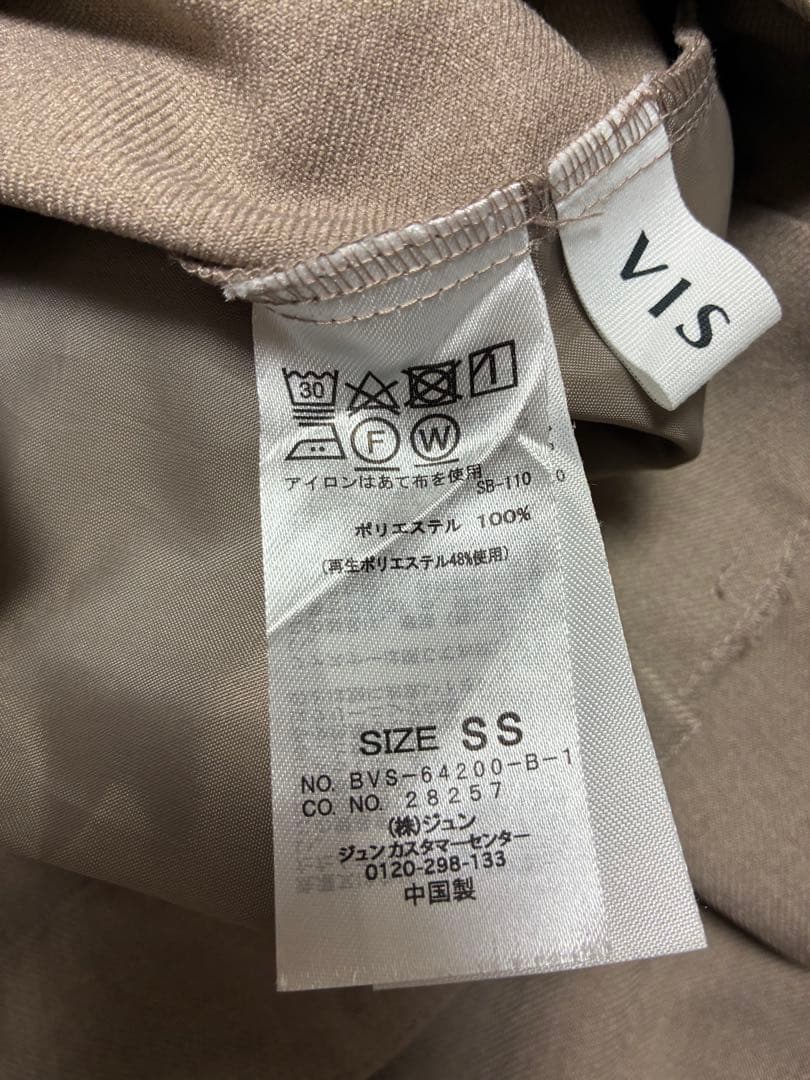 VIS
30
F W
アイロンはあて布を使用
SB-110
0
ポリエステル 100%
(再生ポリエステル48%使用)
SIZE SS
NO. BVS-64200-B-1
CO. NO. 28257
(株)ジュン
ジュンカスタマーセンター
0120-298-133
中国製